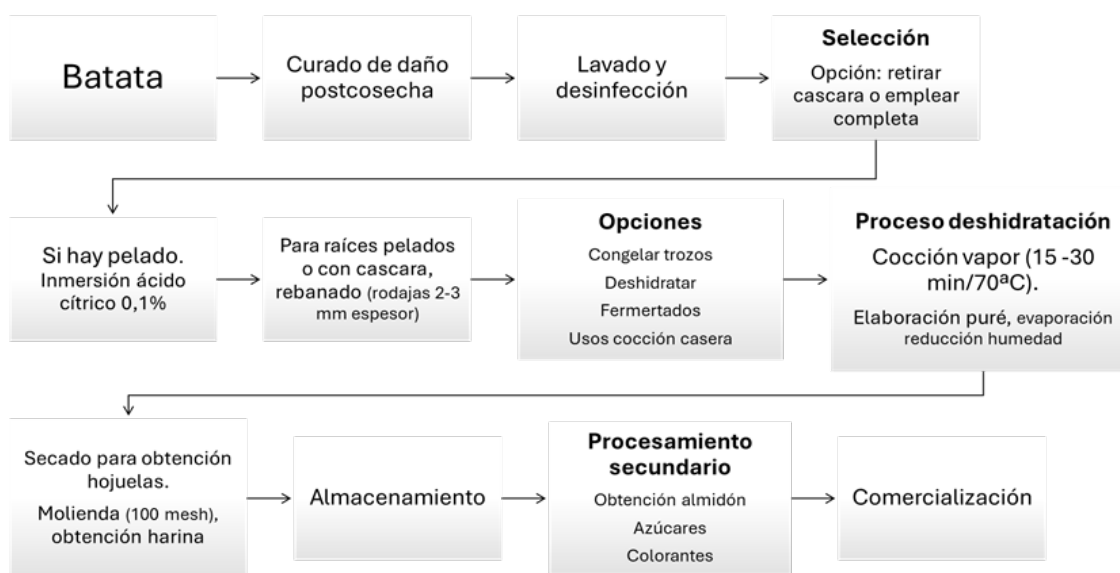 Batata
Curado de daño
postcosecha
Lavado y
desinfección
Selección
Opción: retirar
cascara o emplear
completa
Si hay pelado.
Inmersión ácido
cítrico 0,1%
Para raíces pelados
o con cascara,
rebanado (rodajas 2-3
mm espesor)
Opciones
Congelar trozos
Deshidratar
Fermertados
Usos cocción casera
Proceso deshidratación
Cocción vapor (15 -30
min/70ªC).
Elaboración puré, evaporación
reducción humedad
Secado para obtención
hojuelas.
Molienda (100 mesh),
obtención harina
Almacenamiento
Procesamiento
secundario
Obtención almidón
Azúcares
Colorantes
Comercialización